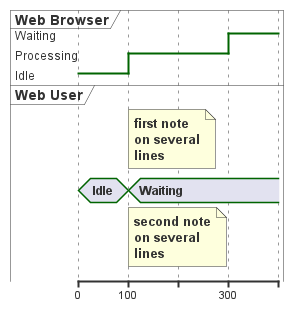 Web Browser
Waiting
Processing
Idle
Web User
first note
on several
lines
Idle
Waiting
second note
on several
lines
0
100
300